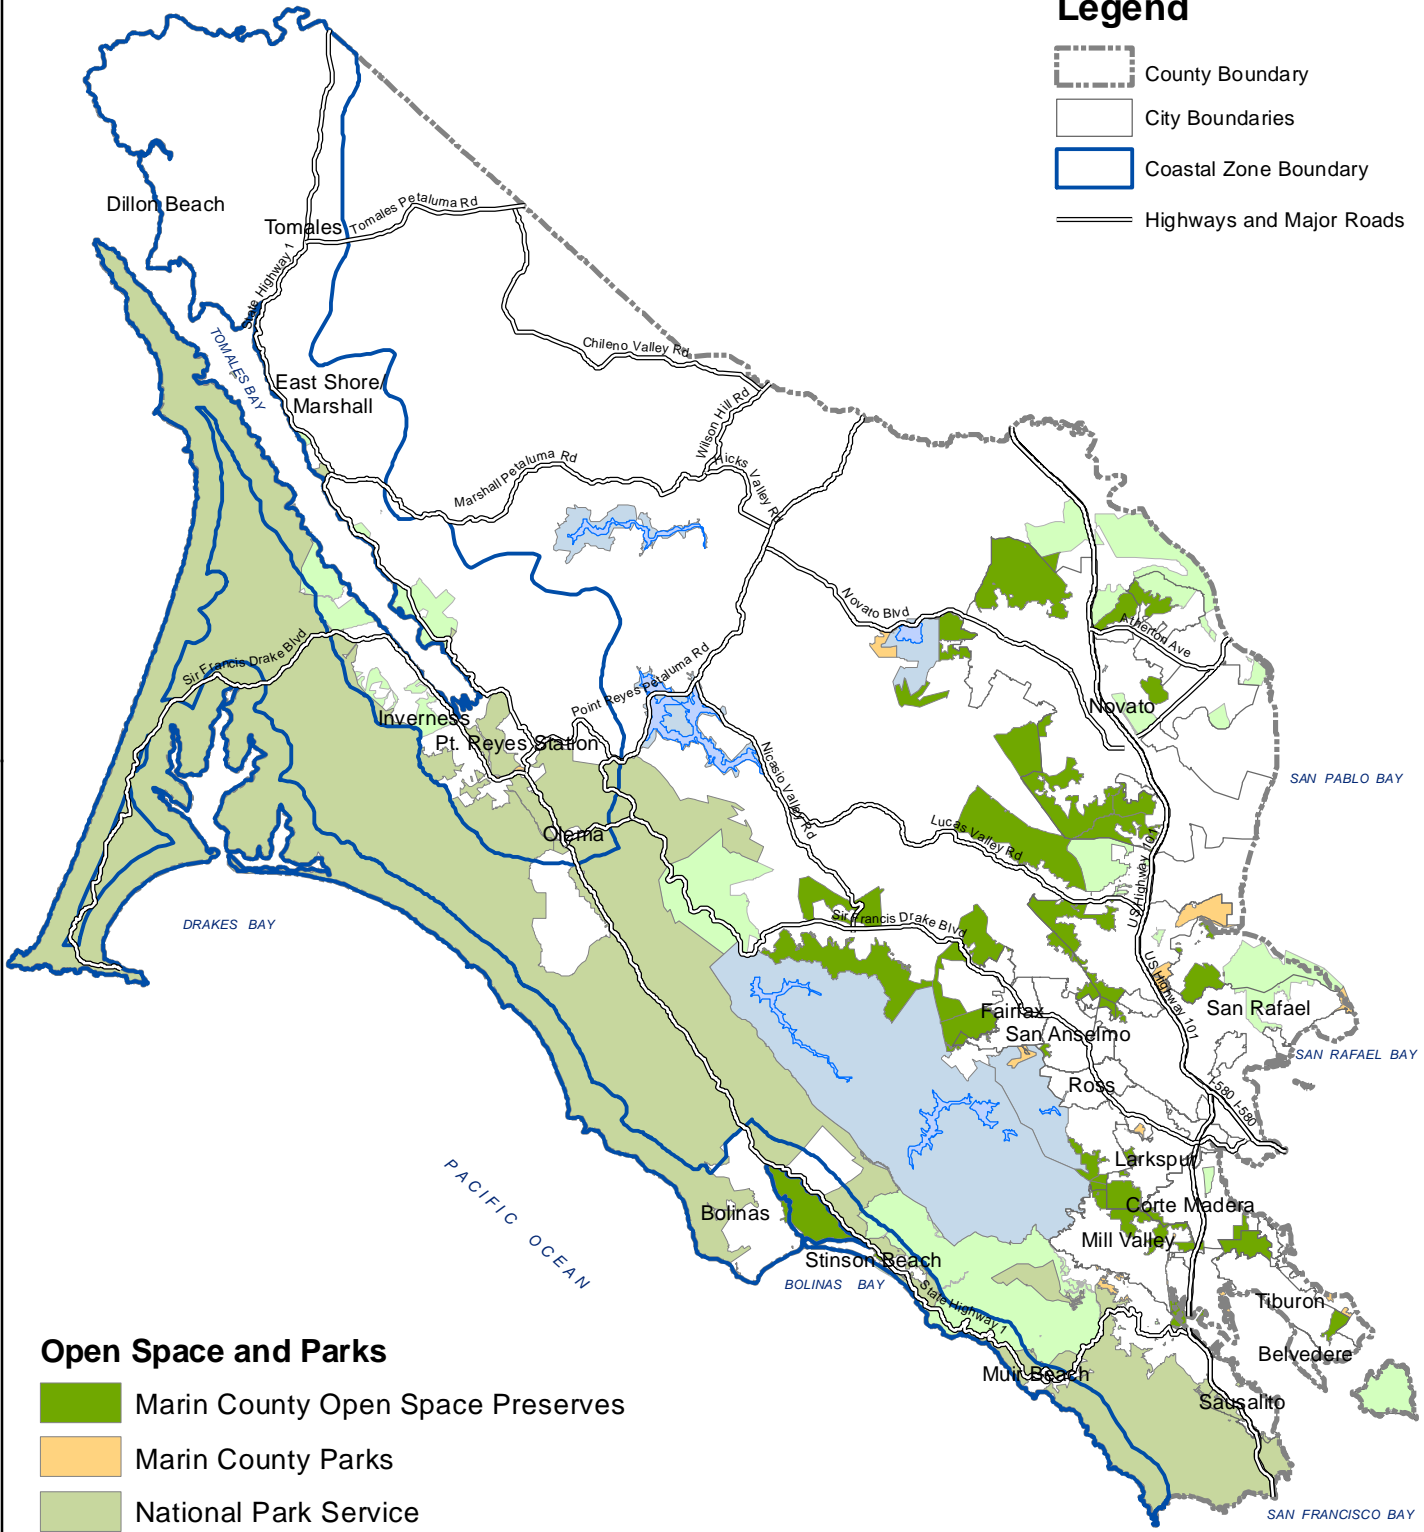 Legend
County Boundary
City Boundaries
Coastal Zone Boundary
Highways and Major Roads
Dillon Beach
Tomales
Tomales Petaluma Rd
State Highway 1
TOMALES BAY
Chileno Valley Rd
East Shore/
Marshall
Wilson Hill Rd
Marshall Petaluma Rd
Hicks Valley Rd
Novato Blvd
Atherton Ave
Sir Francis Drake Blvd
Point Reyes Petaluma Rd
Inverness
Novato
Pt. Reyes Station
Nicasio Valley Rd
SAN PABLO BAY
Olema
Lucas Valley Rd
US Highway 101
DRAKES BAY
Sir Francis Drake Blvd
US Highway 101
Fairfax
San Rafael
San Anselmo
SAN RAFAEL BAY
Ross
I-580 I-580
Larkspur
PACIFIC OCEAN
Bolinas
Corte Madera
Mill Valley
Stinson Beach
BOLINAS BAY
State Highway 1
Tiburon
Belvedere
Muir Beach
Sausalito
SAN FRANCISCO BAY
Open Space and Parks
Marin County Open Space Preserves
Marin County Parks
National Park Service